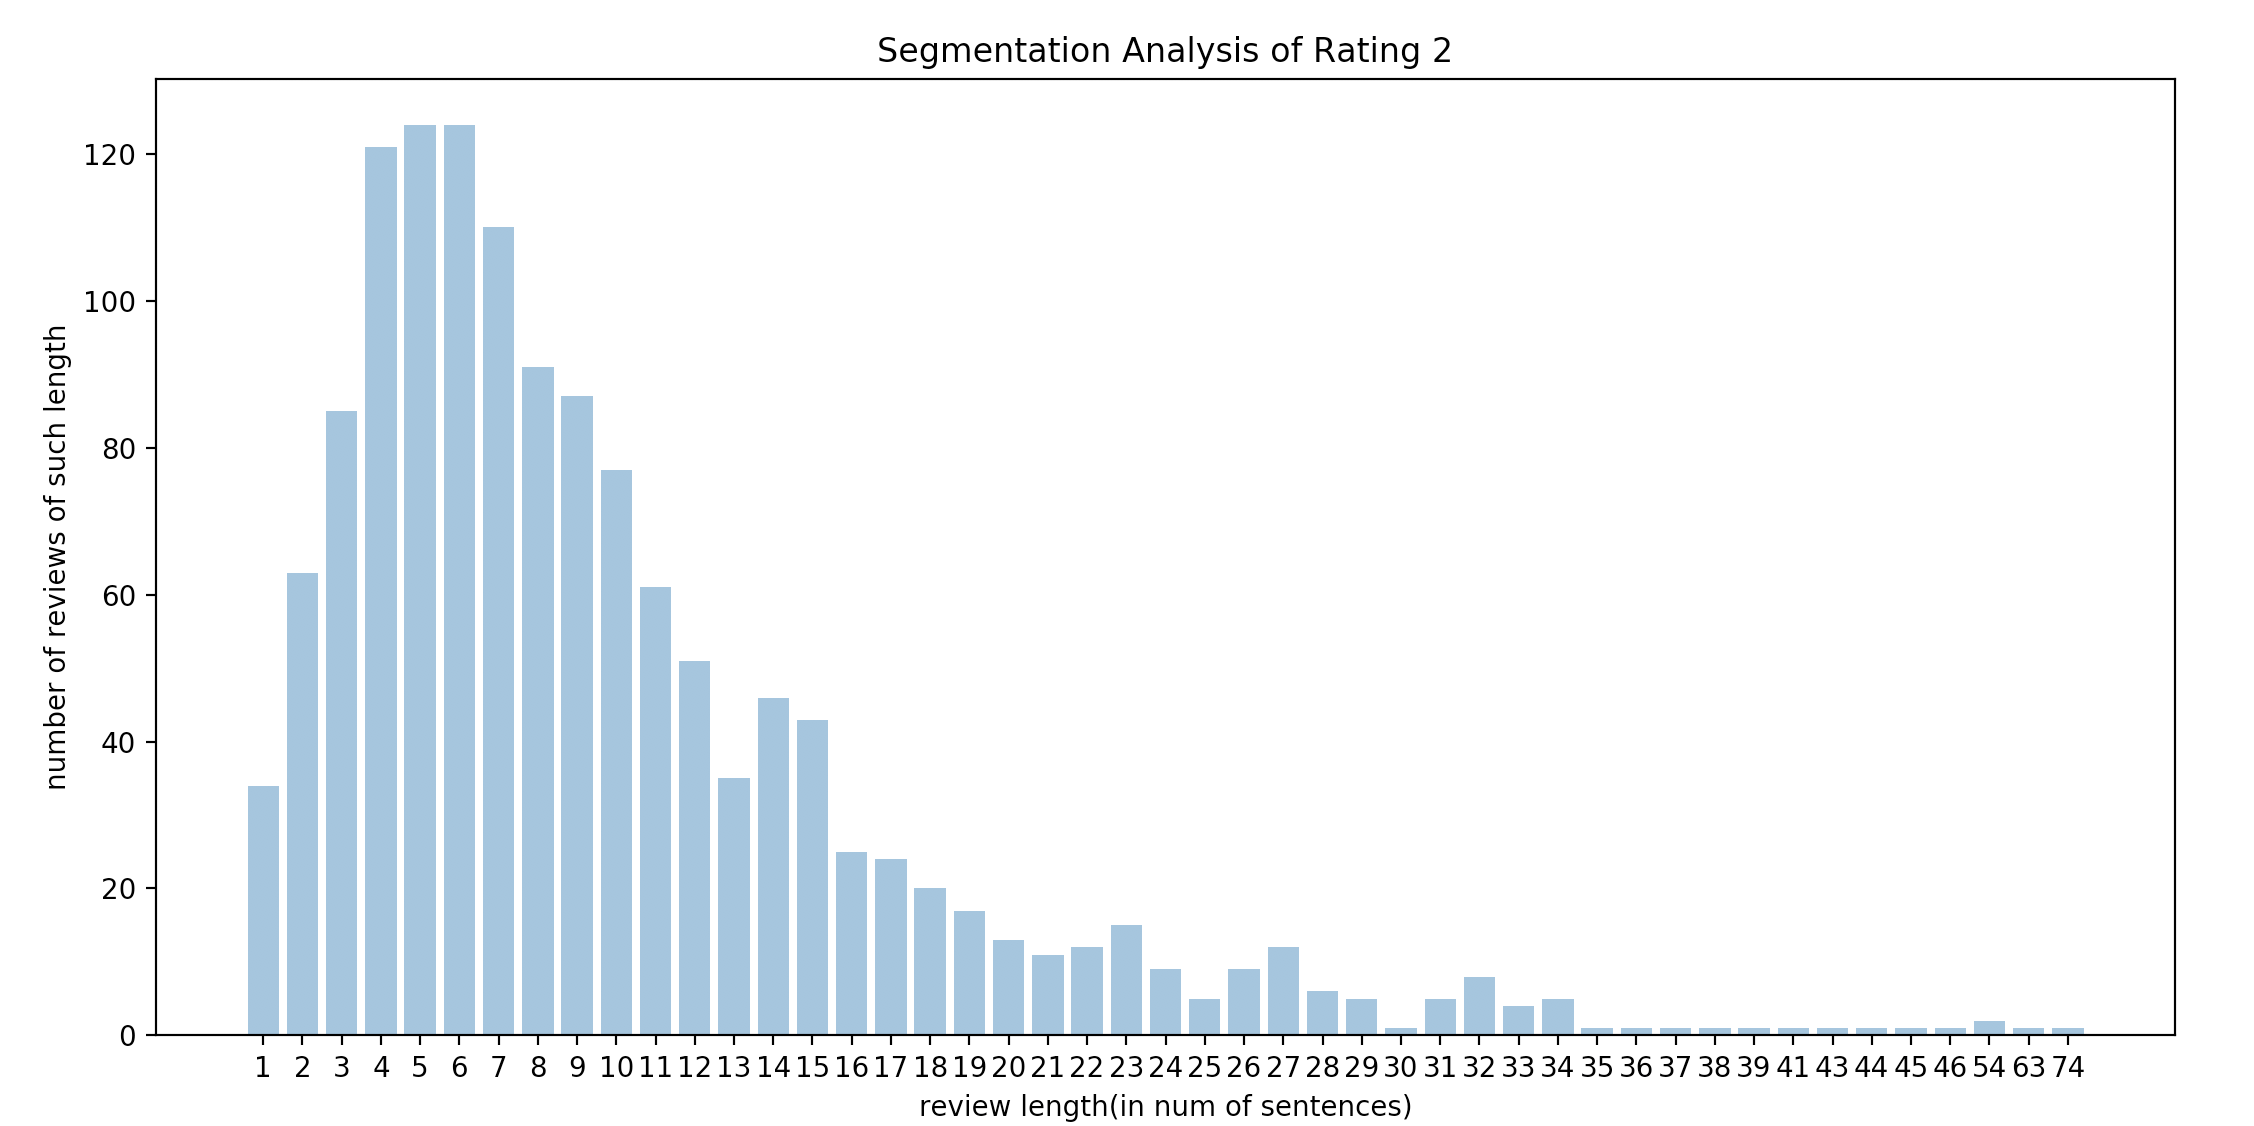 Segmentation Analysis of Rating 2
number of reviews of such length
120
100
80
60
40
20
0
1 2 3 4 5 6 7 8 9 10 11 12 13 14 15 16 17 18 19 20 21 22 23 24 25 26 27 28 29 30 31 32 33 34 35 36 37 38 39 41 43 44 45 46 54 63 74
review length(in num of sentences)